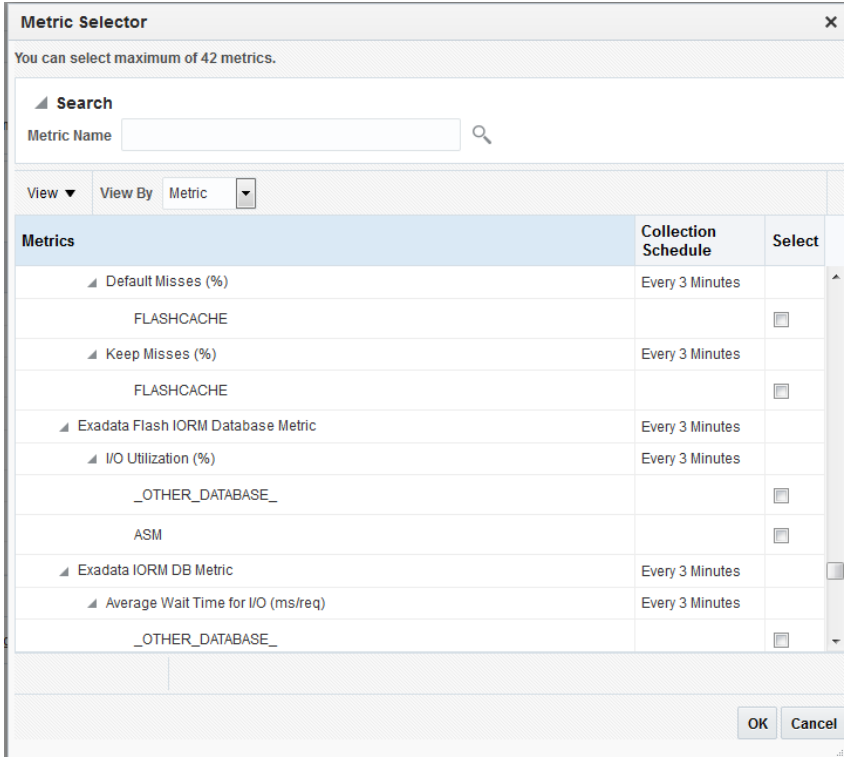 Metric Selector
You can select maximum of 42 metrics.
Search
Metric Name
View View By Metric
Metrics Collection Schedule Select
Default Misses (%) Every 3 Minutes
FLASHCACHE
Keep Misses (%) Every 3 Minutes
FLASHCACHE
Exadata Flash IORM Database Metric Every 3 Minutes
I/O Utilization (%) Every 3 Minutes
_OTHER_DATABASE_
ASM
Exadata IORM DB Metric Every 3 Minutes
Average Wait Time for I/O (ms/req) Every 3 Minutes
_OTHER_DATABASE_
OK Cancel